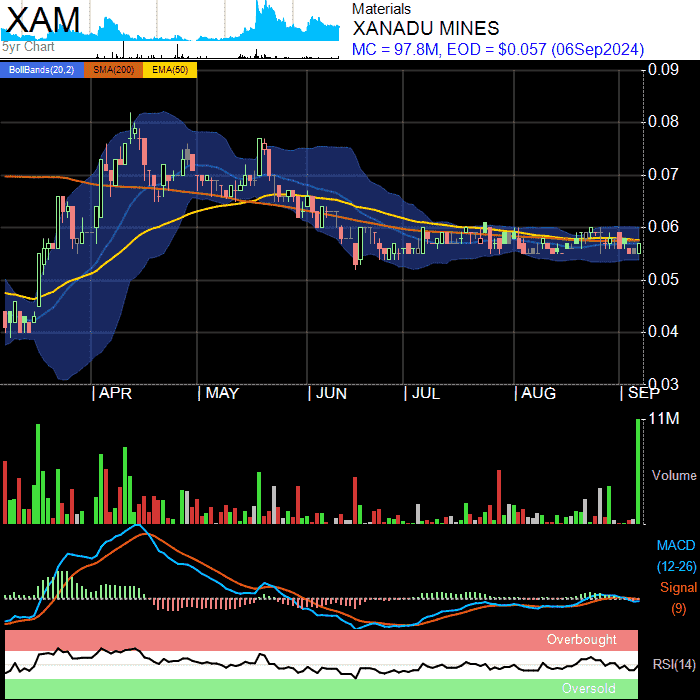 XAM
5yr Chart
Materials
XANADU MINES
MC = 97.8M, EOD = $0.057 (06Sep2024)
BollBands(20,2) SMA(200) EMA(50)
0.09
0.08
0.07
0.06
0.05
0.04
0.03
APR MAY JUN JUL AUG SEP
11M
Volume
MACD
(12-26)
Signal
(9)
Overbought
RSI(14)
Oversold